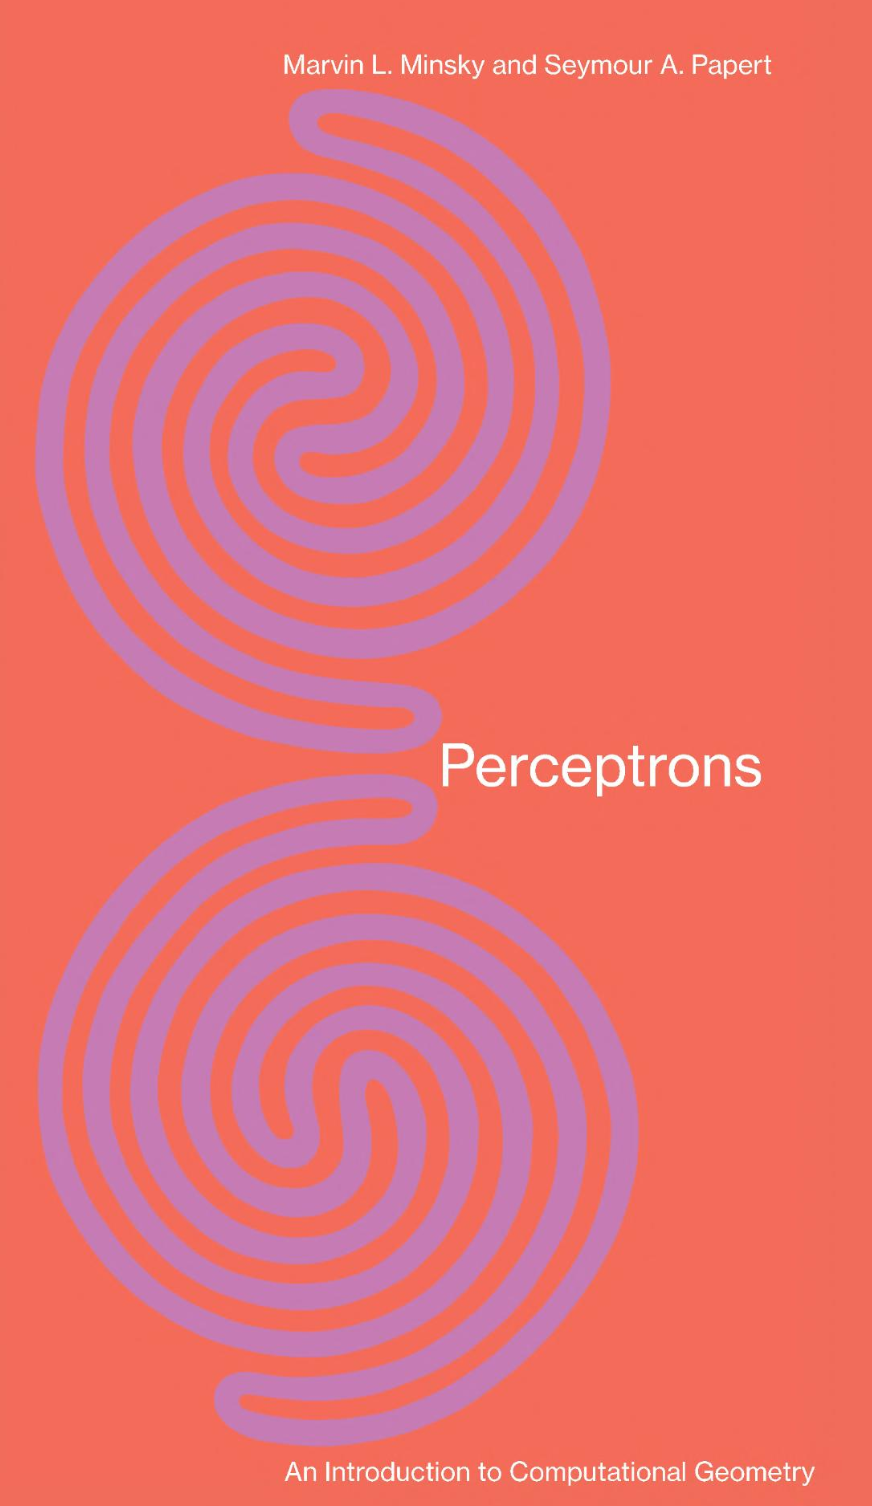 Marvin L. Minsky and Seymour A. Papert
Perceptrons
An Introduction to Computational Geometry